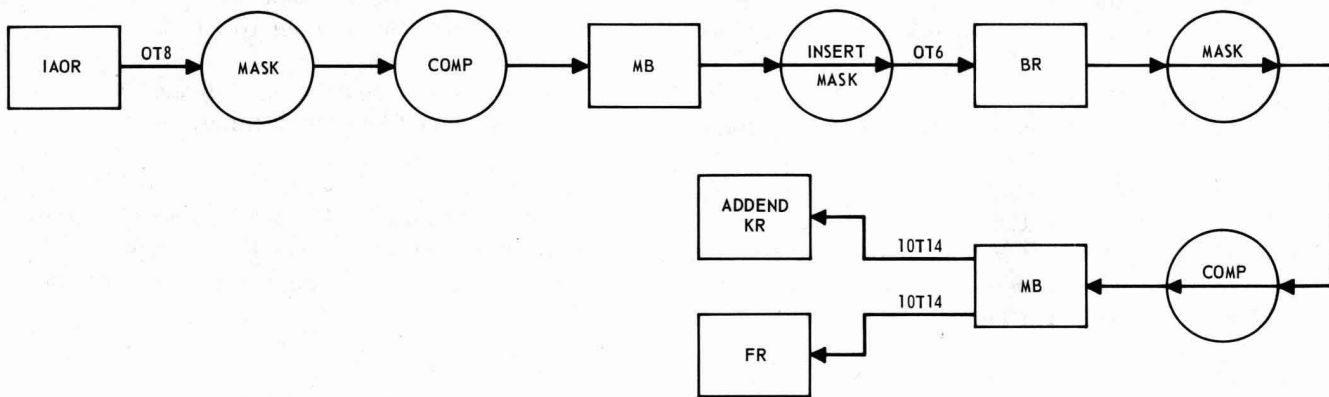 IAOR
OT8
MASK
COMP
MB
INSERT
MASK
OT6
BR
MASK
ADDEND
KR
10T14
MB
COMP
10T14
FR